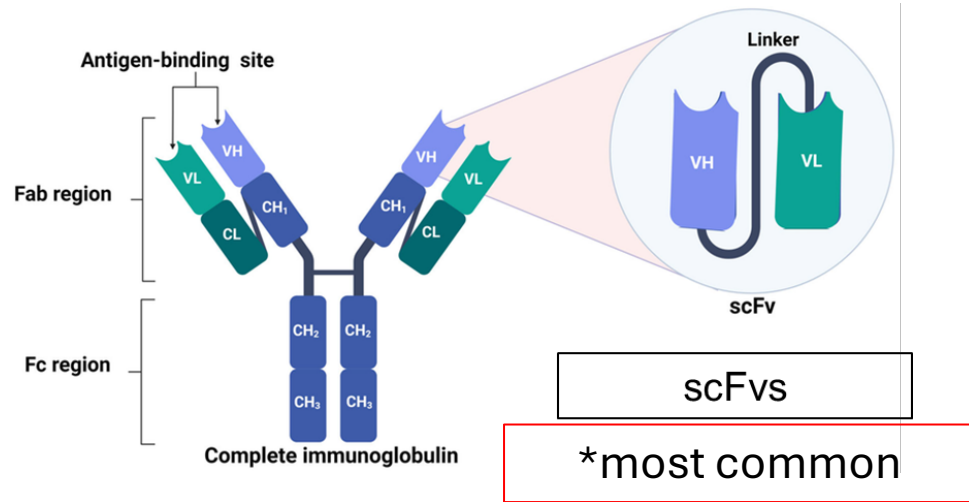 Antigen-binding site
Linker
VH
VL
VH
VL
VH
VL
CH₁
CH₁
CL
CL
Fab region
scFv
CH₂
CH₂
Fc region
CH₃
CH₃
Complete immunoglobulin
scFvs
*most common